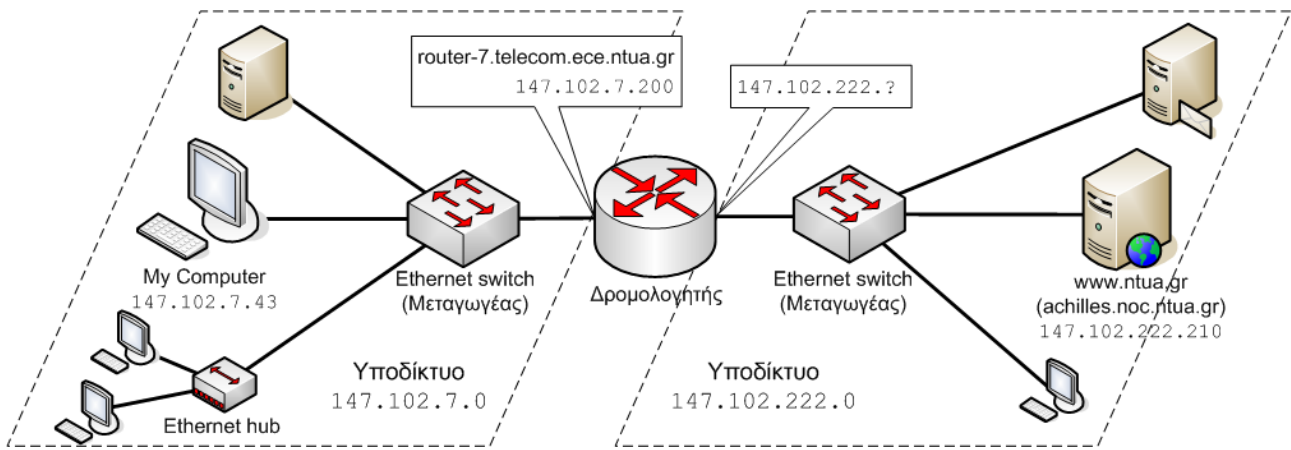 router-7.telecom.ece.ntua.gr
147.102.7.200
147.102.222.?
My Computer
147.102.7.43
Ethernet switch
(Μεταγωγέας)
Δρομολογητής
Ethernet switch
(Μεταγωγέας)
www.ntua.gr
(achilles.noc.ntua.gr)
147.102.222.210
Ethernet hub
Υποδίκτυο
147.102.7.0
Υποδίκτυο
147.102.222.0